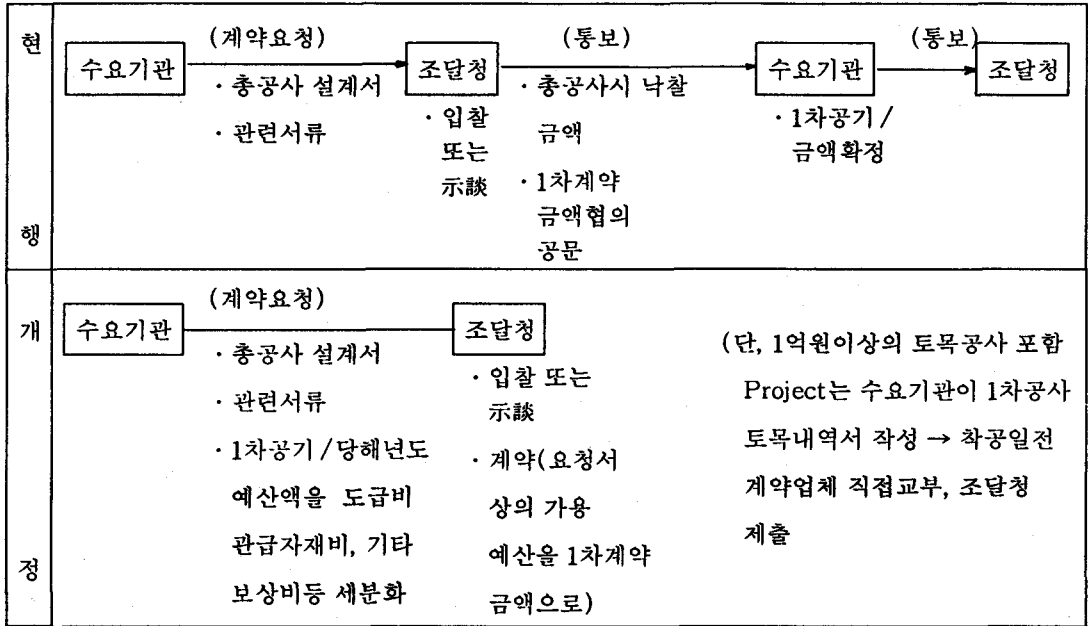 현
행
(계약요청)
(통보)
(통보)
수요기관
조달청
수요기관
조달청
· 총공사 설계서
· 관련서류
· 입찰
또는
示談
· 총공사시 낙찰
금액
· 1차계약
금액협의
공문
· 1차공기/
금액확정
개
정
(계약요청)
수요기관
조달청
· 총공사 설계서
· 관련서류
· 1차공기/당해년도
예산액을 도급비
관급자재비, 기타
보상비등 세분화
· 입찰 또는
示談
· 계약(요청서
상의 가용
예산을 1차계약
금액으로)
(단, 1억원이상의 토목공사 포함
Project는 수요기관이 1차공사
토목내역서 작성 → 착공일전
계약업체 직접교부, 조달청
제출